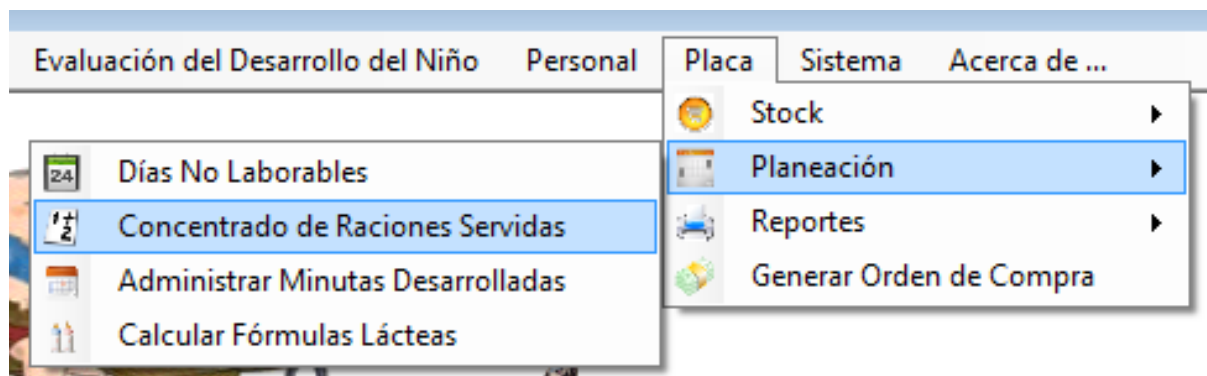 Evaluación del Desarrollo del Niño Personal Placa Sistema Acerca de ...
Stock
Planeación
Reportes
Generar Orden de Compra
24 Días No Laborables
Concentrado de Raciones Servidas
Administrar Minutas Desarrolladas
Calcular Fórmulas Lácteas